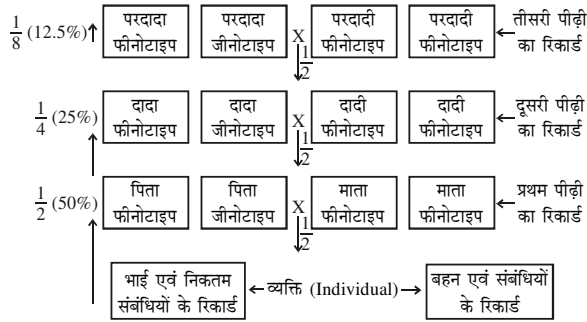 1/8 (12.5%)
परदादा फीनोटाइप
परदादा जीनोटाइप
X
परदादी फीनोटाइप
परदादी फीनोटाइप
तीसरी पीढ़ी का रिकार्ड
1/2
1/4 (25%)
दादा फीनोटाइप
दादा जीनोटाइप
X
दादी फीनोटाइप
दादी फीनोटाइप
दूसरी पीढ़ी का रिकार्ड
1/2
1/2 (50%)
पिता फीनोटाइप
पिता जीनोटाइप
X
माता फीनोटाइप
माता फीनोटाइप
प्रथम पीढ़ी का रिकार्ड
1/2
भाई एवं निकतम
संबंधियों के रिकार्ड
व्यक्ति (Individual)
बहन एवं संबंधियों
के रिकार्ड